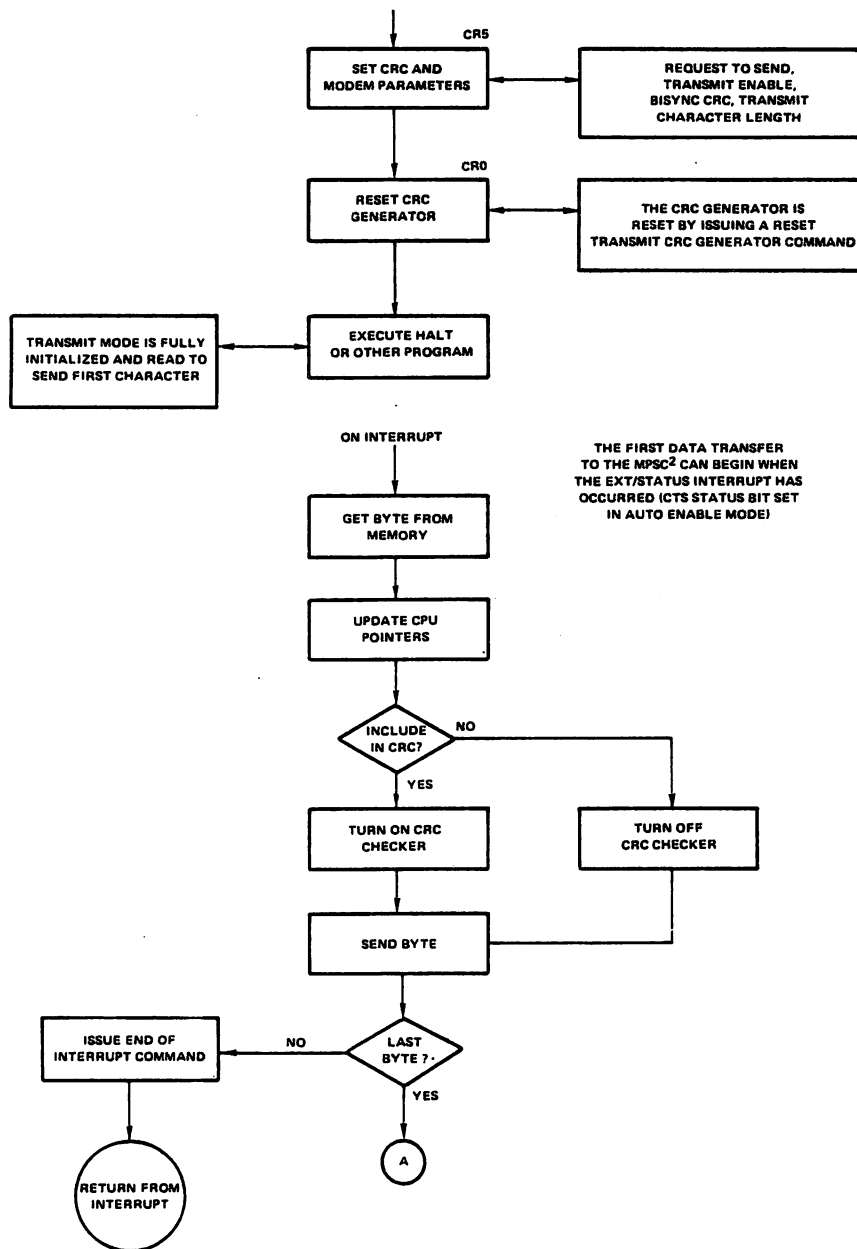 CR5
SET CRC AND
MODEM PARAMETERS
REQUEST TO SEND,
TRANSMIT ENABLE,
BISYNC CRC, TRANSMIT
CHARACTER LENGTH
CR0
RESET CRC
GENERATOR
THE CRC GENERATOR IS
RESET BY ISSUING A RESET
TRANSMIT CRC GENERATOR COMMAND
TRANSMIT MODE IS FULLY
INITIALIZED AND READ TO
SEND FIRST CHARACTER
EXECUTE HALT
OR OTHER PROGRAM
ON INTERRUPT
THE FIRST DATA TRANSFER
TO THE MPSC² CAN BEGIN WHEN
THE EXT/STATUS INTERRUPT HAS
OCCURRED (CTS STATUS BIT SET
IN AUTO ENABLE MODE)
GET BYTE FROM
MEMORY
UPDATE CPU
POINTERS
INCLUDE
IN CRC?
NO
YES
TURN ON CRC
CHECKER
TURN OFF
CRC CHECKER
SEND BYTE
LAST
BYTE ?
NO
YES
ISSUE END OF
INTERRUPT COMMAND
A
RETURN FROM
INTERRUPT